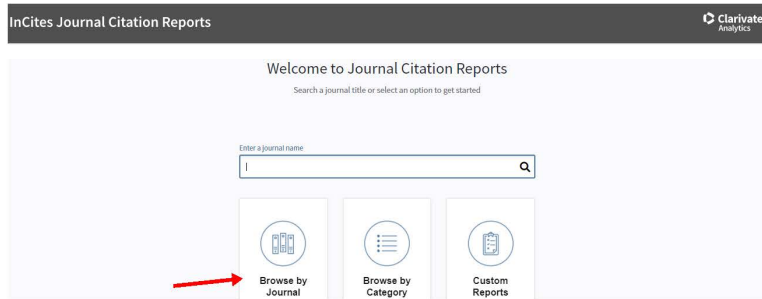 InCites Journal Citation Reports
Clarivate
Analytics
Welcome to Journal Citation Reports
Search a journal title or select an option to get started
Enter a journal name
Browse by
Journal
Browse by
Category
Custom
Reports